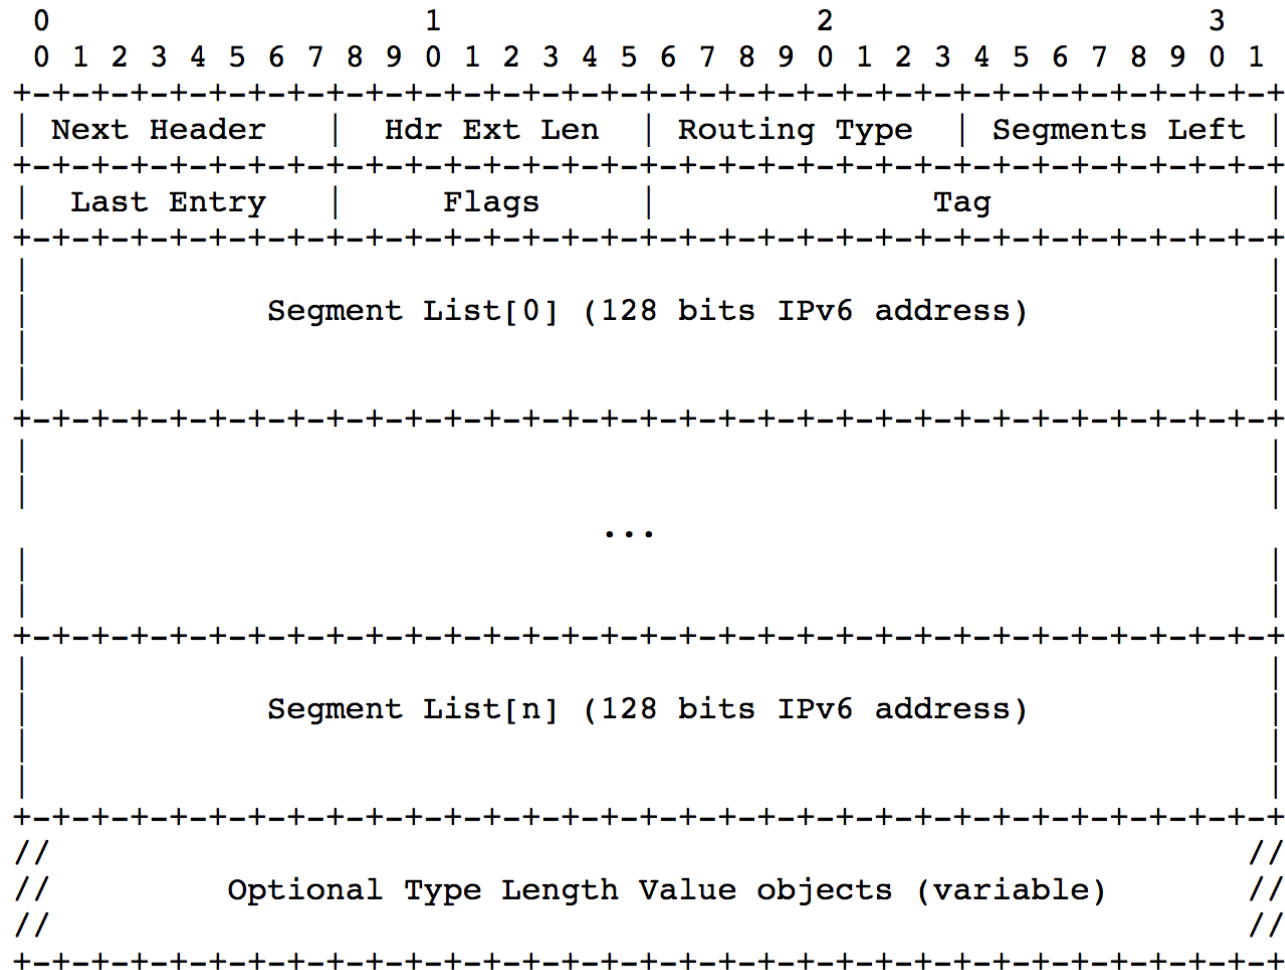 0                   1                   2                   3
0 1 2 3 4 5 6 7 8 9 0 1 2 3 4 5 6 7 8 9 0 1 2 3 4 5 6 7 8 9 0 1
+-+-+-+-+-+-+-+-+-+-+-+-+-+-+-+-+-+-+-+-+-+-+-+-+-+-+-+-+-+-+-+-+
| Next Header   |  Hdr Ext Len  | Routing Type  | Segments Left |
+-+-+-+-+-+-+-+-+-+-+-+-+-+-+-+-+-+-+-+-+-+-+-+-+-+-+-+-+-+-+-+-+
|  Last Entry   |     Flags     |              Tag              |
+-+-+-+-+-+-+-+-+-+-+-+-+-+-+-+-+-+-+-+-+-+-+-+-+-+-+-+-+-+-+-+-+
|                                                               |
|            Segment List[0] (128 bits IPv6 address)            |
|                                                               |
|                                                               |
+-+-+-+-+-+-+-+-+-+-+-+-+-+-+-+-+-+-+-+-+-+-+-+-+-+-+-+-+-+-+-+-+
|                                                               |
|                                                               |
                              ...
|                                                               |
|                                                               |
+-+-+-+-+-+-+-+-+-+-+-+-+-+-+-+-+-+-+-+-+-+-+-+-+-+-+-+-+-+-+-+-+
|                                                               |
|            Segment List[n] (128 bits IPv6 address)            |
|                                                               |
|                                                               |
+-+-+-+-+-+-+-+-+-+-+-+-+-+-+-+-+-+-+-+-+-+-+-+-+-+-+-+-+-+-+-+-+
//                                                             //
//         Optional Type Length Value objects (variable)       //
//                                                             //
+-+-+-+-+-+-+-+-+-+-+-+-+-+-+-+-+-+-+-+-+-+-+-+-+-+-+-+-+-+-+-+-+